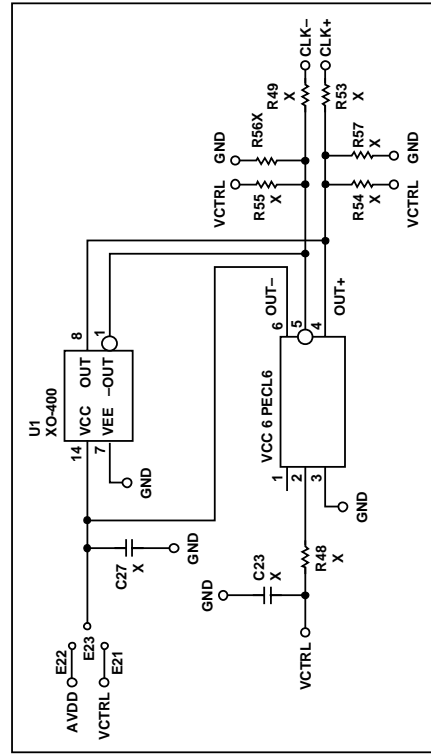 AVDD
E22
E23
VCTRL
E21
C27
X
GND
U1
XO-400
14
VCC
OUT
8
7
VEE
–OUT
1
GND
GND
C23
X
VCTRL
R48
X
VCC 6 PECL6
1
2
3
GND
6
5
4
OUT–
OUT+
VCTRL
GND
R55
X
R56X
R49
X
CLK–
CLK+
R53
X
R54
X
R57
X
VCTRL
GND